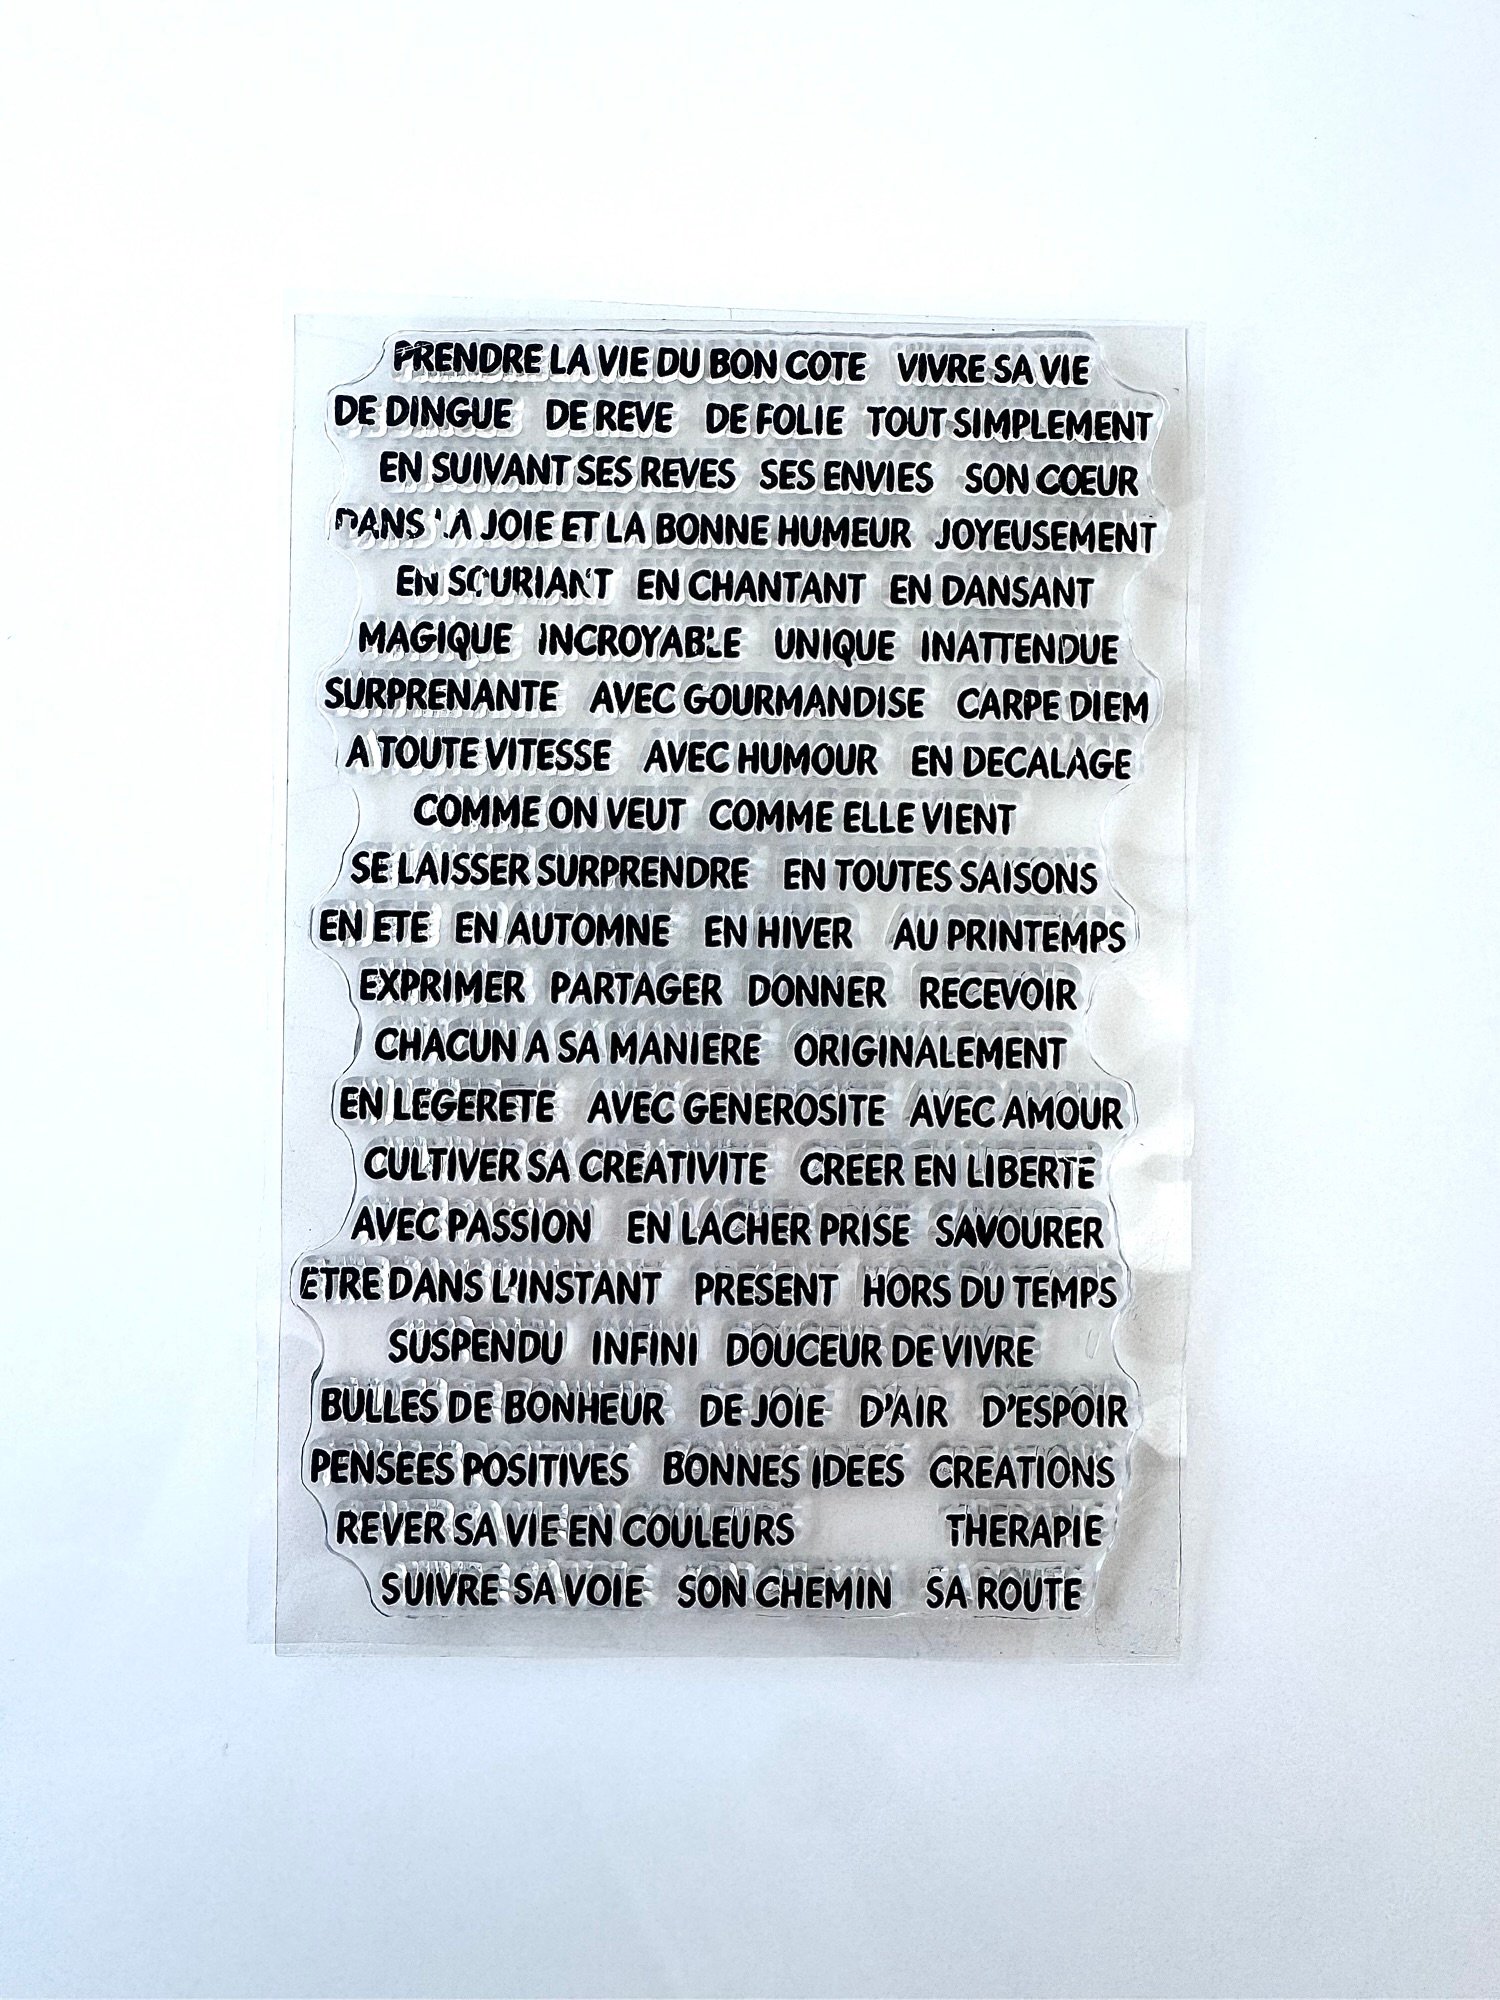 PRENDRE LA VIE DU BON COTE VIVRE SA VIE
DE DINGUE DE REVE DE FOLIE TOUT SIMPLEMENT
EN SUIVANT SES REVES SES ENVIES SON COEUR
DANS LA JOIE ET LA BONNE HUMEUR JOYEUSEMENT
EN SOURIANT EN CHANTANT EN DANSANT
MAGIQUE INCROYABLE UNIQUE INATTENDUE
SURPRENANTE AVEC GOURMANDISE CARPE DIEM
A TOUTE VITESSE AVEC HUMOUR EN DECALAGE
COMME ON VEUT COMME ELLE VIENT
SE LAISSER SURPRENDRE EN TOUTES SAISONS
EN ETE EN AUTOMNE EN HIVER AU PRINTEMPS
EXPRIMER PARTAGER DONNER RECEVOIR
CHACUN A SA MANIERE ORIGINALEMENT
EN LEGERETE AVEC GENEROSITE AVEC AMOUR
CULTIVER SA CREATIVITE CREER EN LIBERTE
AVEC PASSION EN LACHER PRISE SAVOURER
ETRE DANS L'INSTANT PRESENT HORS DU TEMPS
SUSPENDU INFINI DOUCEUR DE VIVRE
BULLES DE BONHEUR DE JOIE D'AIR D'ESPOIR
PENSEES POSITIVES BONNES IDEES CREATIONS
REVER SA VIE EN COULEURS THERAPIE
SUIVRE SA VOIE SON CHEMIN SA ROUTE